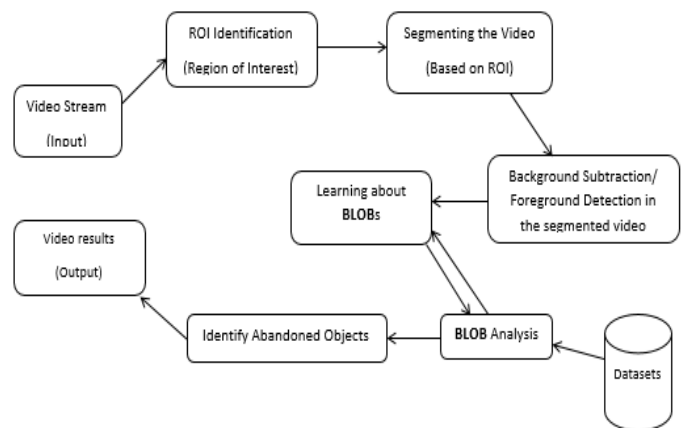 Video Stream
(Input)
ROI Identification
(Region of Interest)
Segmenting the Video
(Based on ROI)
Background Subtraction/
Foreground Detection in
the segmented video
Learning about
BLOBs
BLOB Analysis
Datasets
Identify Abandoned Objects
Video results
(Output)